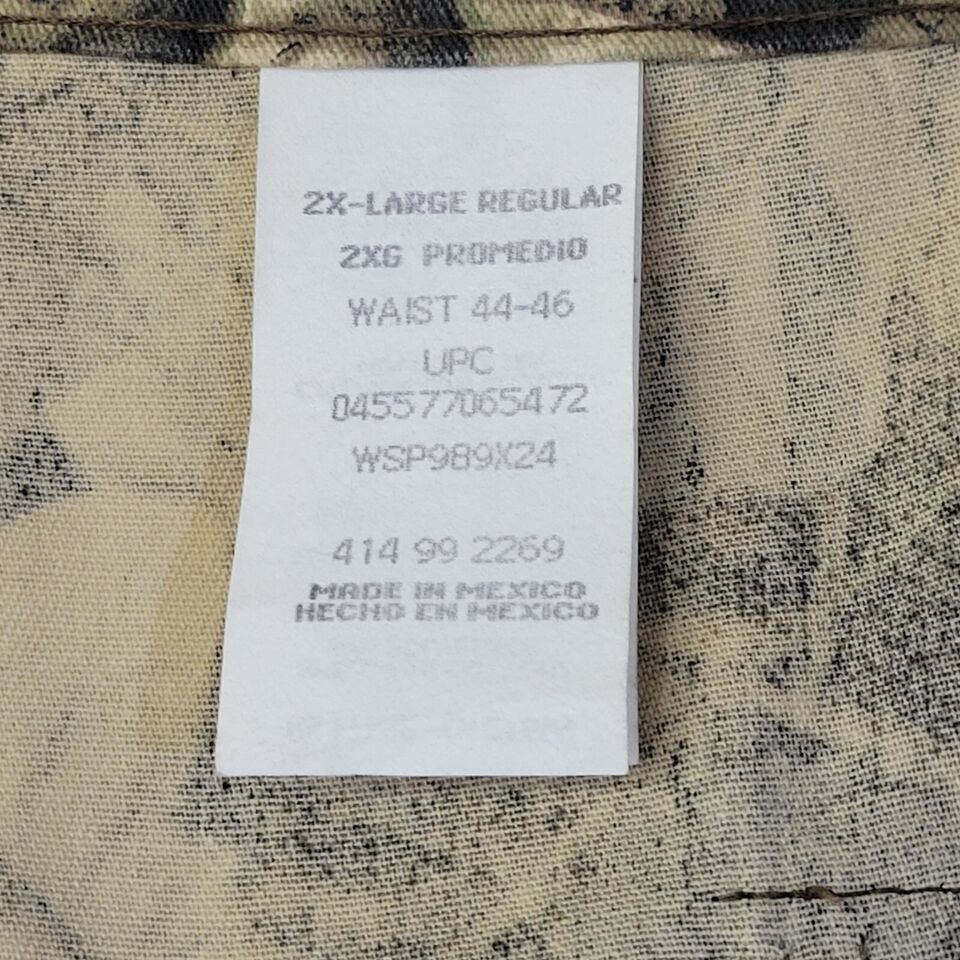 2X-LARGE REGULAR
2XG PROMEDIO
WAIST 44-46
UPC
045577065472
WSP989X24
414 99 2269
MADE IN MEXICO
HECHO EN MEXICO